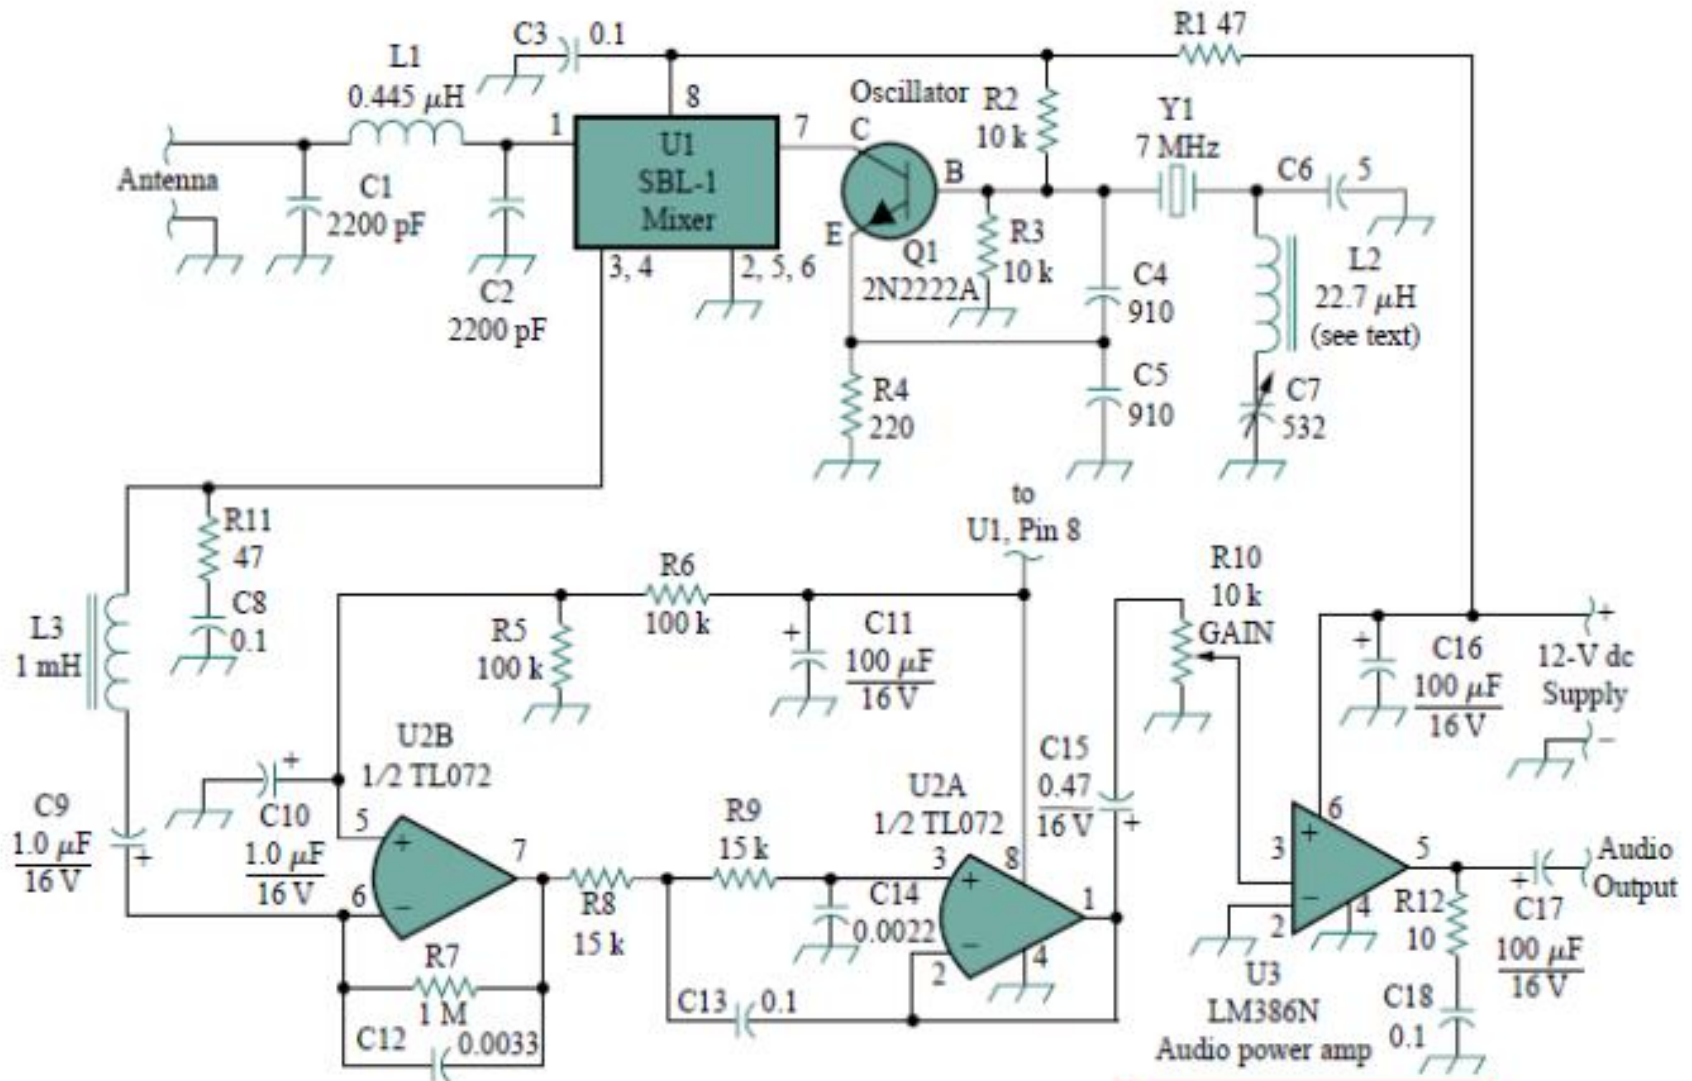 C3
0.1
R1 47
L1
0.445 μH
8
Oscillator
R2
10 k
Y1
7 MHz
1
U1
SBL-1
Mixer
7
C
B
E
C6
5
Antenna
C1
2200 pF
C2
2200 pF
3, 4
2, 5, 6
Q1
2N2222A
R3
10 k
C4
910
L2
22.7 μH
(see text)
R4
220
C5
910
C7
532
to
U1, Pin 8
R11
47
C8
0.1
L3
1 mH
R6
100 k
R5
100 k
+
C11
100 μF
16 V
R10
10 k
GAIN
+
C16
100 μF
16 V
+
12-V dc
Supply
−
U2B
1/2 TL072
+
C10
1.0 μF
16 V
C9
1.0 μF
16 V
+
5
+
6
−
7
R8
15 k
R9
15 k
C14
0.0022
U2A
1/2 TL072
C15
0.47
16 V
+
3
+
8
1
−
2
4
R7
1 M
C12
0.0033
C13
0.1
6
3
+
−
2
4
5
U3
LM386N
Audio power amp
R12
10
C18
0.1
+
C17
100 μF
16 V
Audio
Output